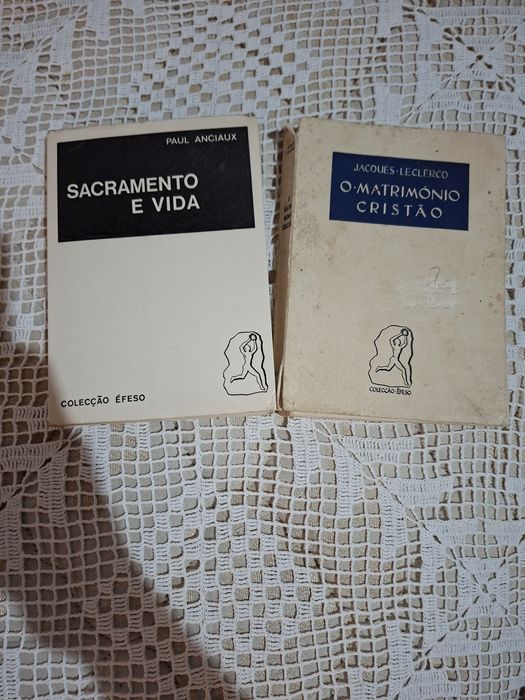 PAUL ANCIAUX
SACRAMENTO
E VIDA
COLECÇÃO ÉFESO
JACQUES·LECLERCQ
O·MATRIMÓNIO
CRISTÃO
?
COLECÇÃO·ÉFESO